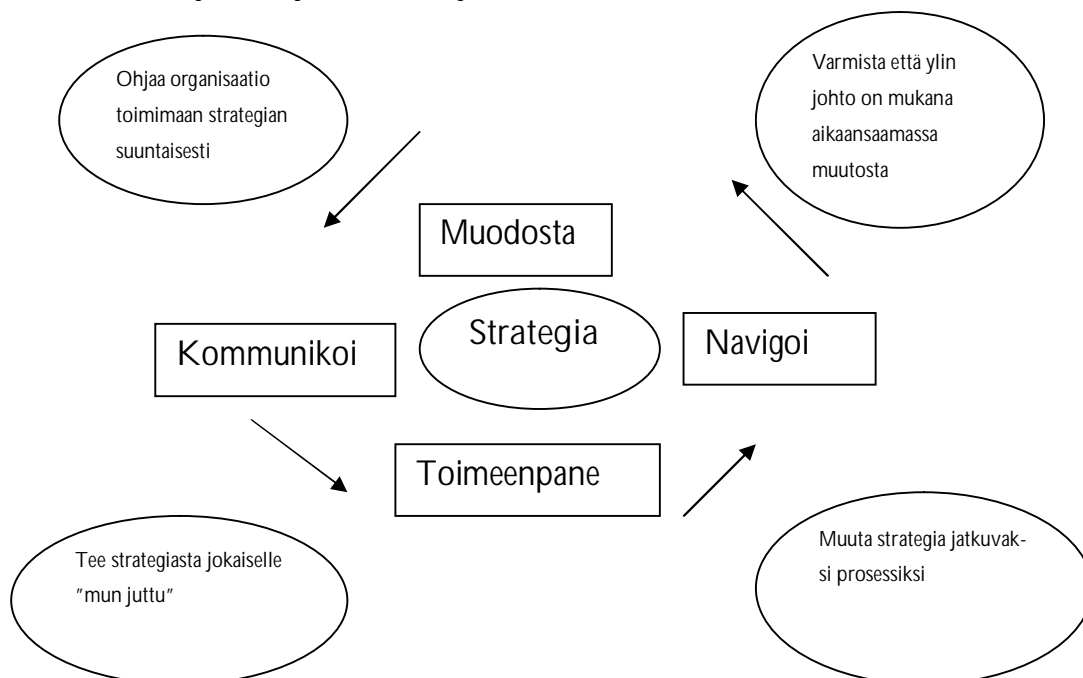 Ohjaa organisaatio
toimimaan strategian
suuntaisesti
Varmista että ylin
johto on mukana
aikaansaamassa
muutosta
Muodosta
Strategia
Kommunikoi
Navigoi
Toimeenpane
Tee strategiasta jokaiselle
"mun juttu"
Muuta strategia jatkuvak-
si prosessiksi